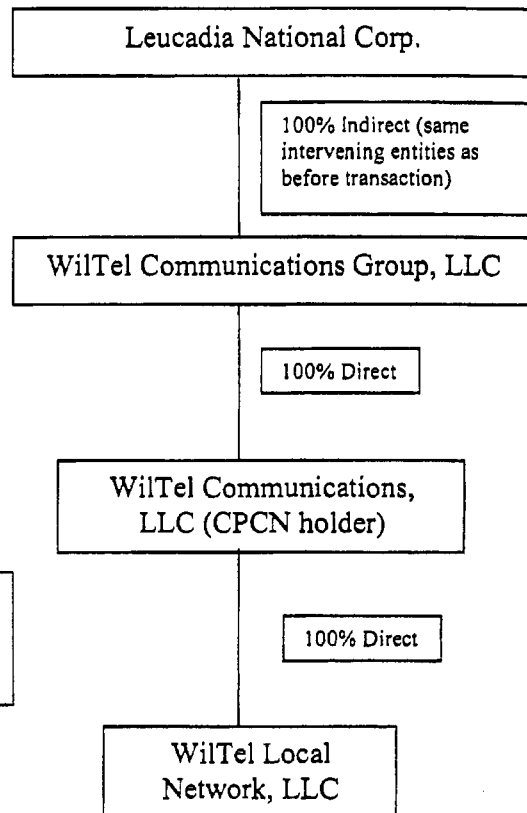 Leucadia National Corp.
100% Indirect (same
intervening entities as
before transaction)
WilTel Communications Group, LLC
100% Direct
WilTel Communications,
LLC (CPCN holder)
100% Direct
WilTel Local
Network, LLC